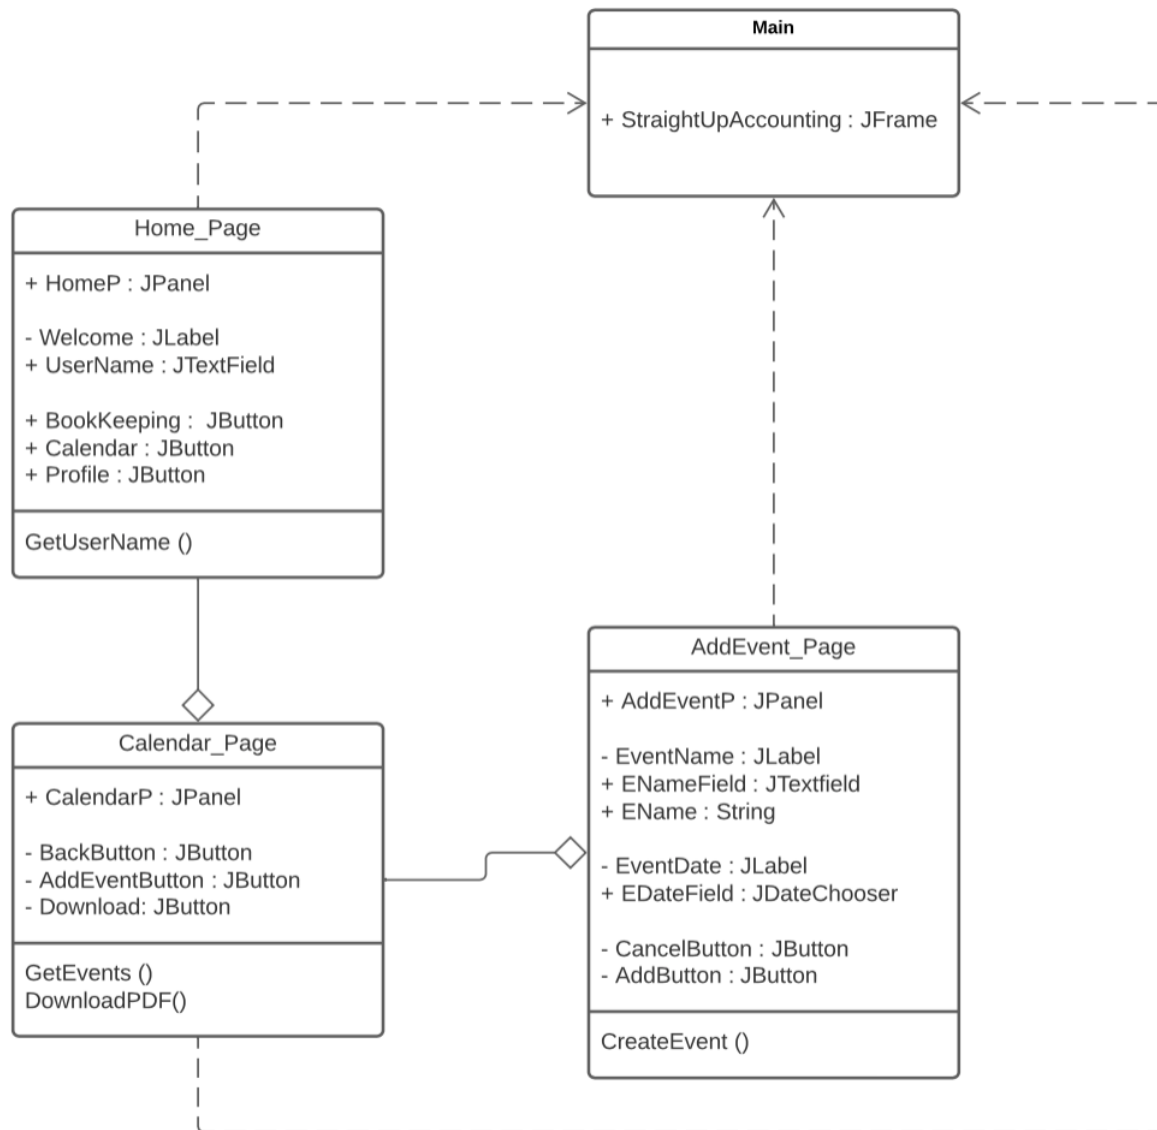 Main
+ StraightUpAccounting : JFrame
Home_Page
+ HomeP : JPanel
- Welcome : JLabel
+ UserName : JTextField
+ BookKeeping :  JButton
+ Calendar : JButton
+ Profile : JButton
GetUserName ()
Calendar_Page
+ CalendarP : JPanel
- BackButton : JButton
- AddEventButton : JButton
- Download: JButton
GetEvents ()
DownloadPDF()
AddEvent_Page
+ AddEventP : JPanel
- EventName : JLabel
+ ENameField : JTextfield
+ EName : String
- EventDate : JLabel
+ EDateField : JDateChooser
- CancelButton : JButton
- AddButton : JButton
CreateEvent ()